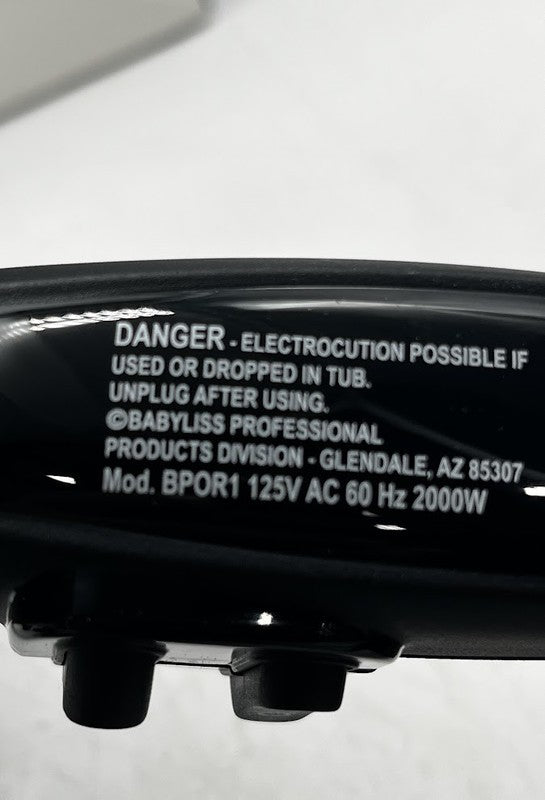 DANGER - ELECTROCUTION POSSIBLE IF
USED OR DROPPED IN TUB.
UNPLUG AFTER USING.
©BABYLISS PROFESSIONAL
PRODUCTS DIVISION - GLENDALE, AZ 85307
Mod. BPOR1 125V AC 60 Hz 2000W